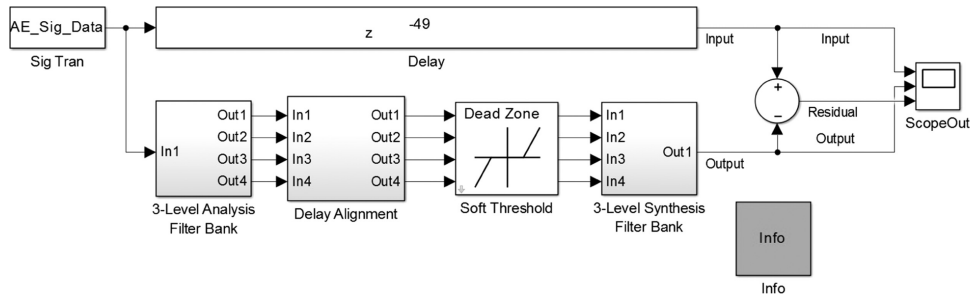 AE_Sig_Data
Sig Tran
z -49
Delay
Input
Input
+
−
Residual
ScopeOut
In1
Out1
Out2
Out3
Out4
3-Level Analysis
Filter Bank
In1
In2
In3
In4
Out1
Out2
Out3
Out4
Delay Alignment
Dead Zone
Soft Threshold
In1
In2
In3
In4
Out1
3-Level Synthesis
Filter Bank
Output
Output
Info
Info